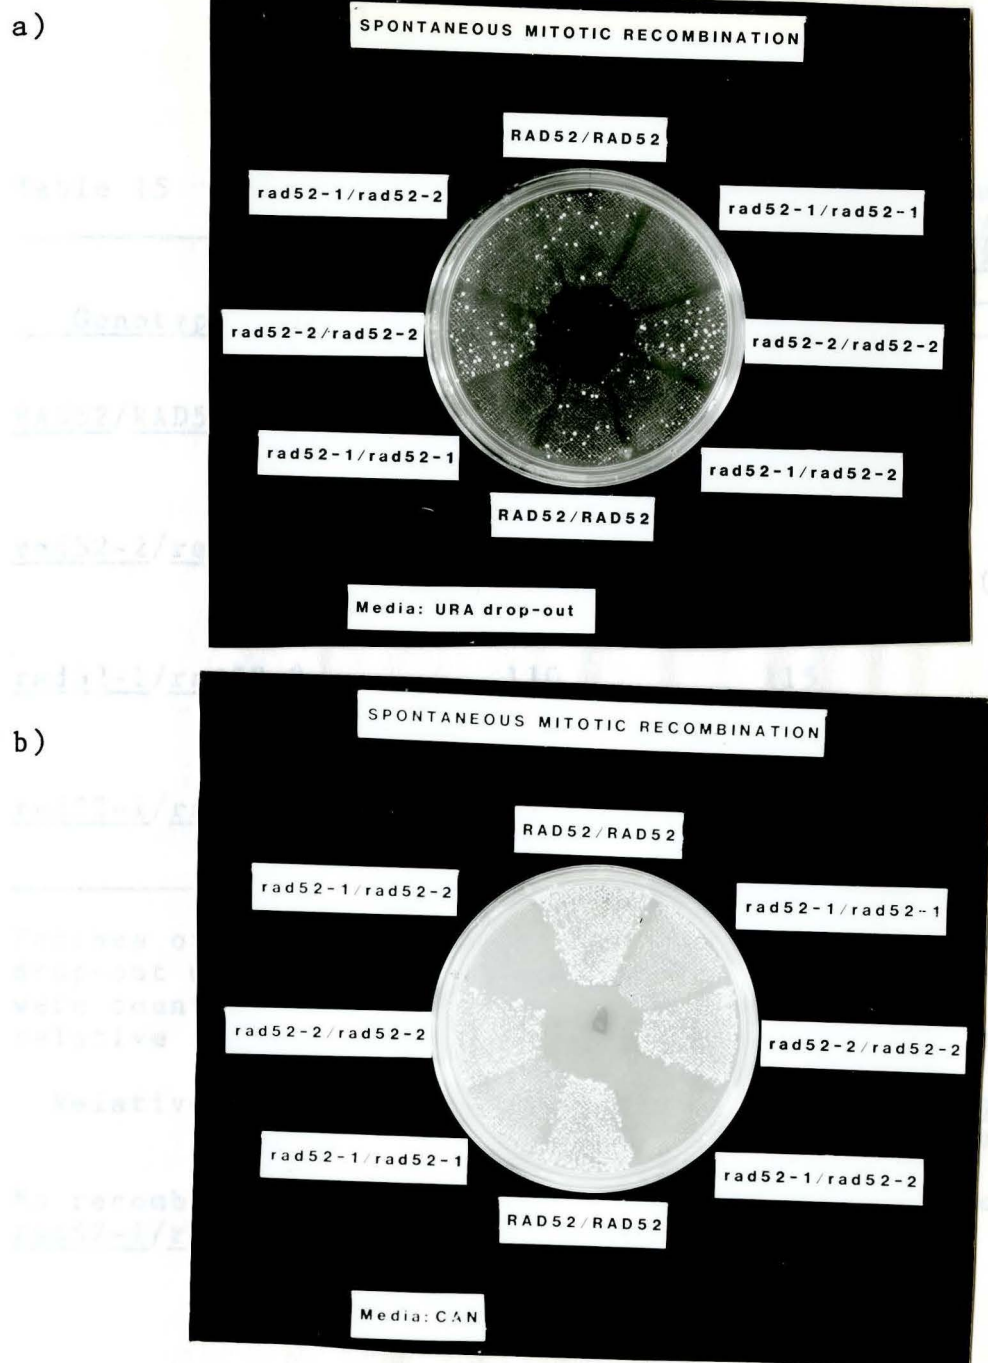 a)
SPONTANEOUS MITOTIC RECOMBINATION
RAD52/RAD52
rad52-1/rad52-2
rad52-1/rad52-1
rad52-2/rad52-2
rad52-2/rad52-2
rad52-1/rad52-1
rad52-1/rad52-2
RAD52/RAD52
Media: URA drop-out
b)
SPONTANEOUS MITOTIC RECOMBINATION
RAD52/RAD52
rad52-1/rad52-2
rad52-1/rad52-1
rad52-2/rad52-2
rad52-2/rad52-2
rad52-1/rad52-1
rad52-1/rad52-2
RAD52/RAD52
Media: CAN